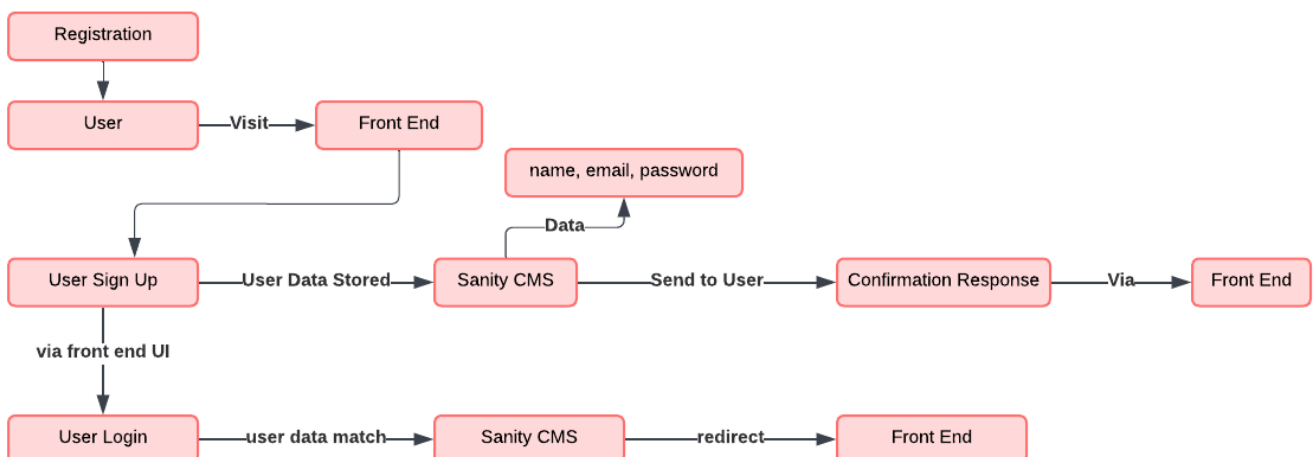 Registration
User
Visit
Front End
name, email, password
Data
User Sign Up
User Data Stored
Sanity CMS
Send to User
Confirmation Response
Via
Front End
via front end UI
User Login
user data match
Sanity CMS
redirect
Front End